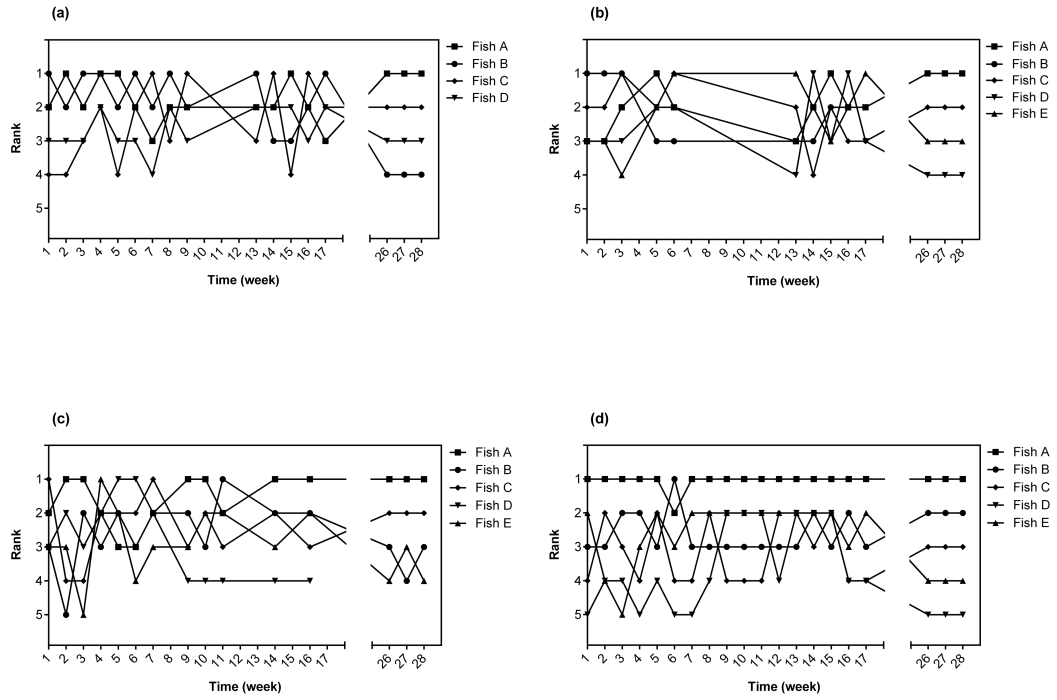 (a)
Rank
1
2
3
4
5
1 2 3 4 5 6 7 8 9 10 11 12 13 14 15 16 17 26 27 28
Time (week)
Fish A
Fish B
Fish C
Fish D
(b)
Rank
1
2
3
4
5
1 2 3 4 5 6 7 8 9 10 11 12 13 14 15 16 17 26 27 28
Time (week)
Fish A
Fish B
Fish C
Fish D
Fish E
(c)
Rank
1
2
3
4
5
1 2 3 4 5 6 7 8 9 10 11 12 13 14 15 16 17 26 27 28
Time (week)
Fish A
Fish B
Fish C
Fish D
Fish E
(d)
Rank
1
2
3
4
5
1 2 3 4 5 6 7 8 9 10 11 12 13 14 15 16 17 26 27 28
Time (week)
Fish A
Fish B
Fish C
Fish D
Fish E